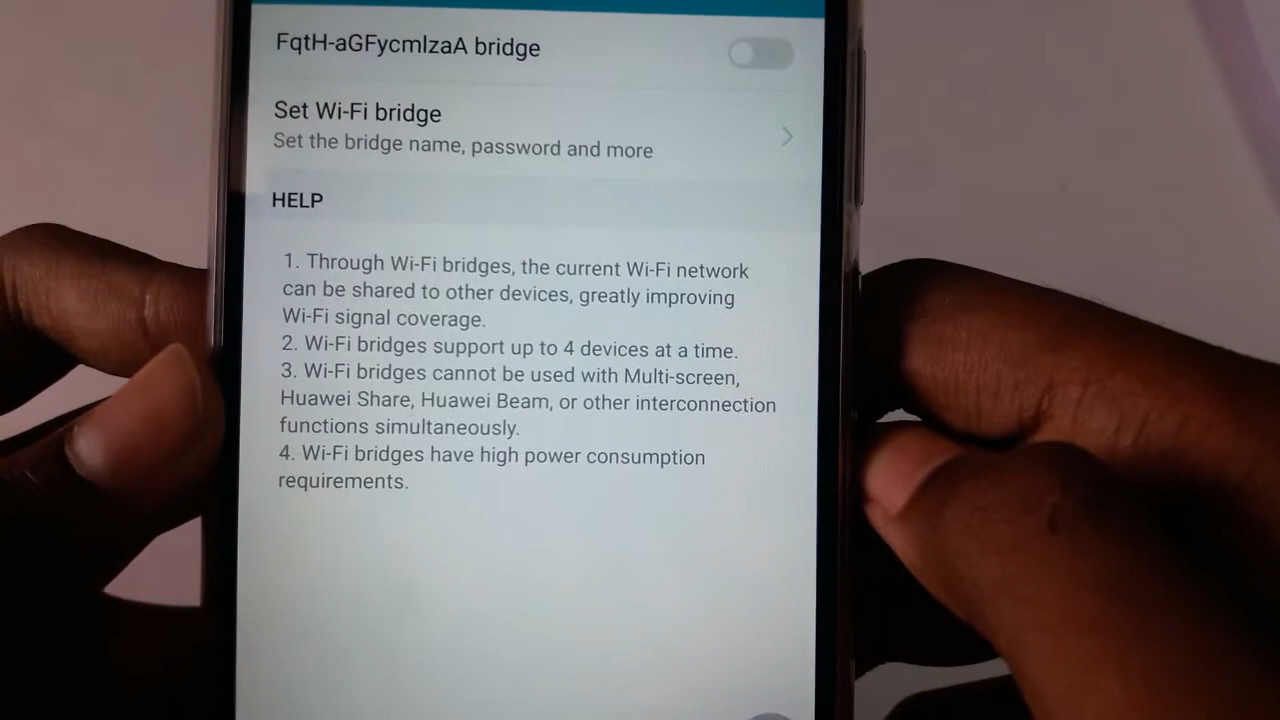 FqtH-aGFycmlzaA bridge
Set Wi-Fi bridge
Set the bridge name, password and more
HELP
1. Through Wi-Fi bridges, the current Wi-Fi network
can be shared to other devices, greatly improving
Wi-Fi signal coverage.
2. Wi-Fi bridges support up to 4 devices at a time.
3. Wi-Fi bridges cannot be used with Multi-screen,
Huawei Share, Huawei Beam, or other interconnection
functions simultaneously.
4. Wi-Fi bridges have high power consumption
requirements.